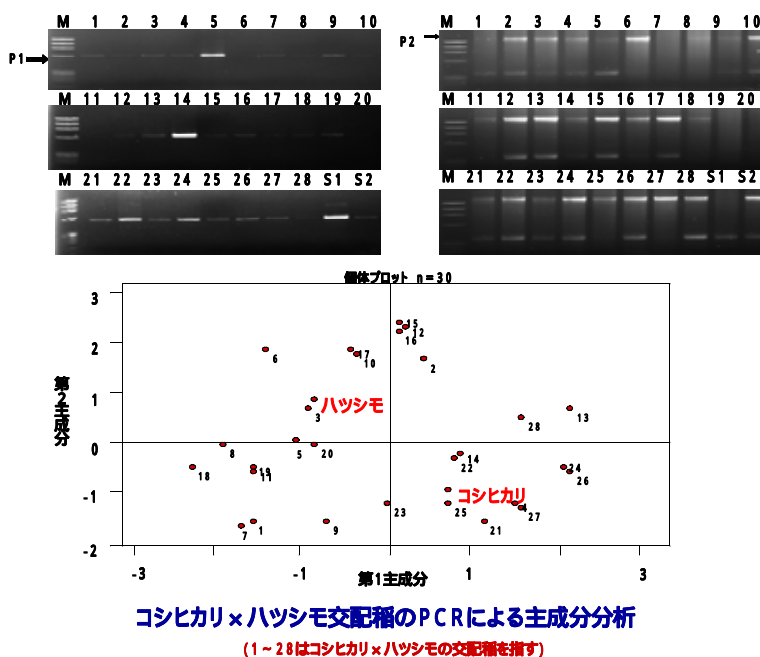 M 1 2 3 4 5 6 7 8 9 10
P1
M 11 12 13 14 15 16 17 18 19 20
M 21 22 23 24 25 26 27 28 S1 S2
M 1 2 3 4 5 6 7 8 9 10
P2
M 11 12 13 14 15 16 17 18 19 20
M 21 22 23 24 25 26 27 28 S1 S2
個体プロット n=30
3
2
1
0
-1
-2
第2主成分
15
12
16
17
10
6
2
ハツシモ
3
13
28
8
5
20
14
22
18
19
11
24
26
コシヒカリ
23
25
4
27
7
1
9
21
-3 -1 1 3
第1主成分
コシヒカリ×ハツシモ交配稲のPCRによる主成分分析
(1~28はコシヒカリ×ハツシモの交配稲を指す)